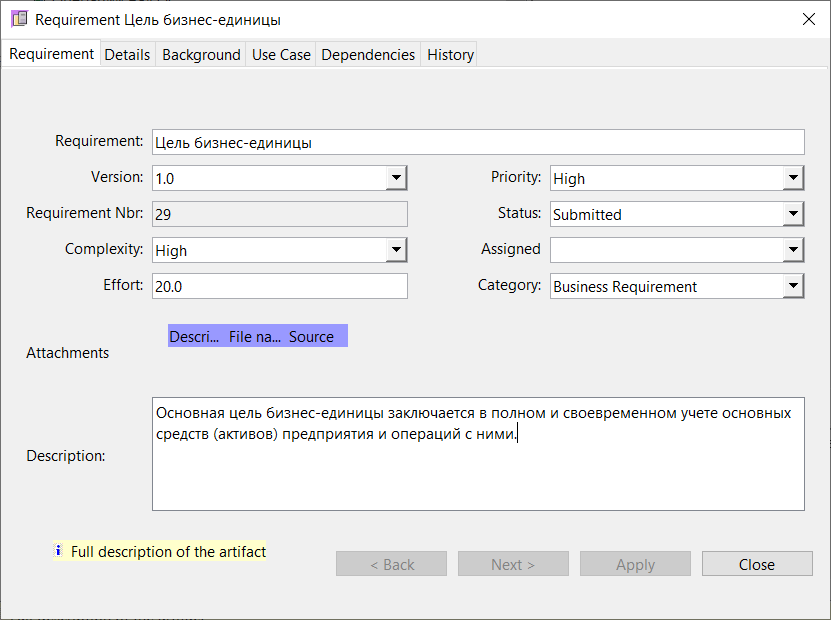 Requirement Цель бизнес-единицы
Requirement Details Background Use Case Dependencies History
Requirement: Цель бизнес-единицы
Version: 1.0 Priority: High
Requirement Nbr: 29 Status: Submitted
Complexity: High Assigned
Effort: 20.0 Category: Business Requirement
Descri... File na... Source
Attachments
Основная цель бизнес-единицы заключается в полном и своевременном учете основных
средств (активов) предприятия и операций с ними.
Description:
Full description of the artifact
< Back Next > Apply Close